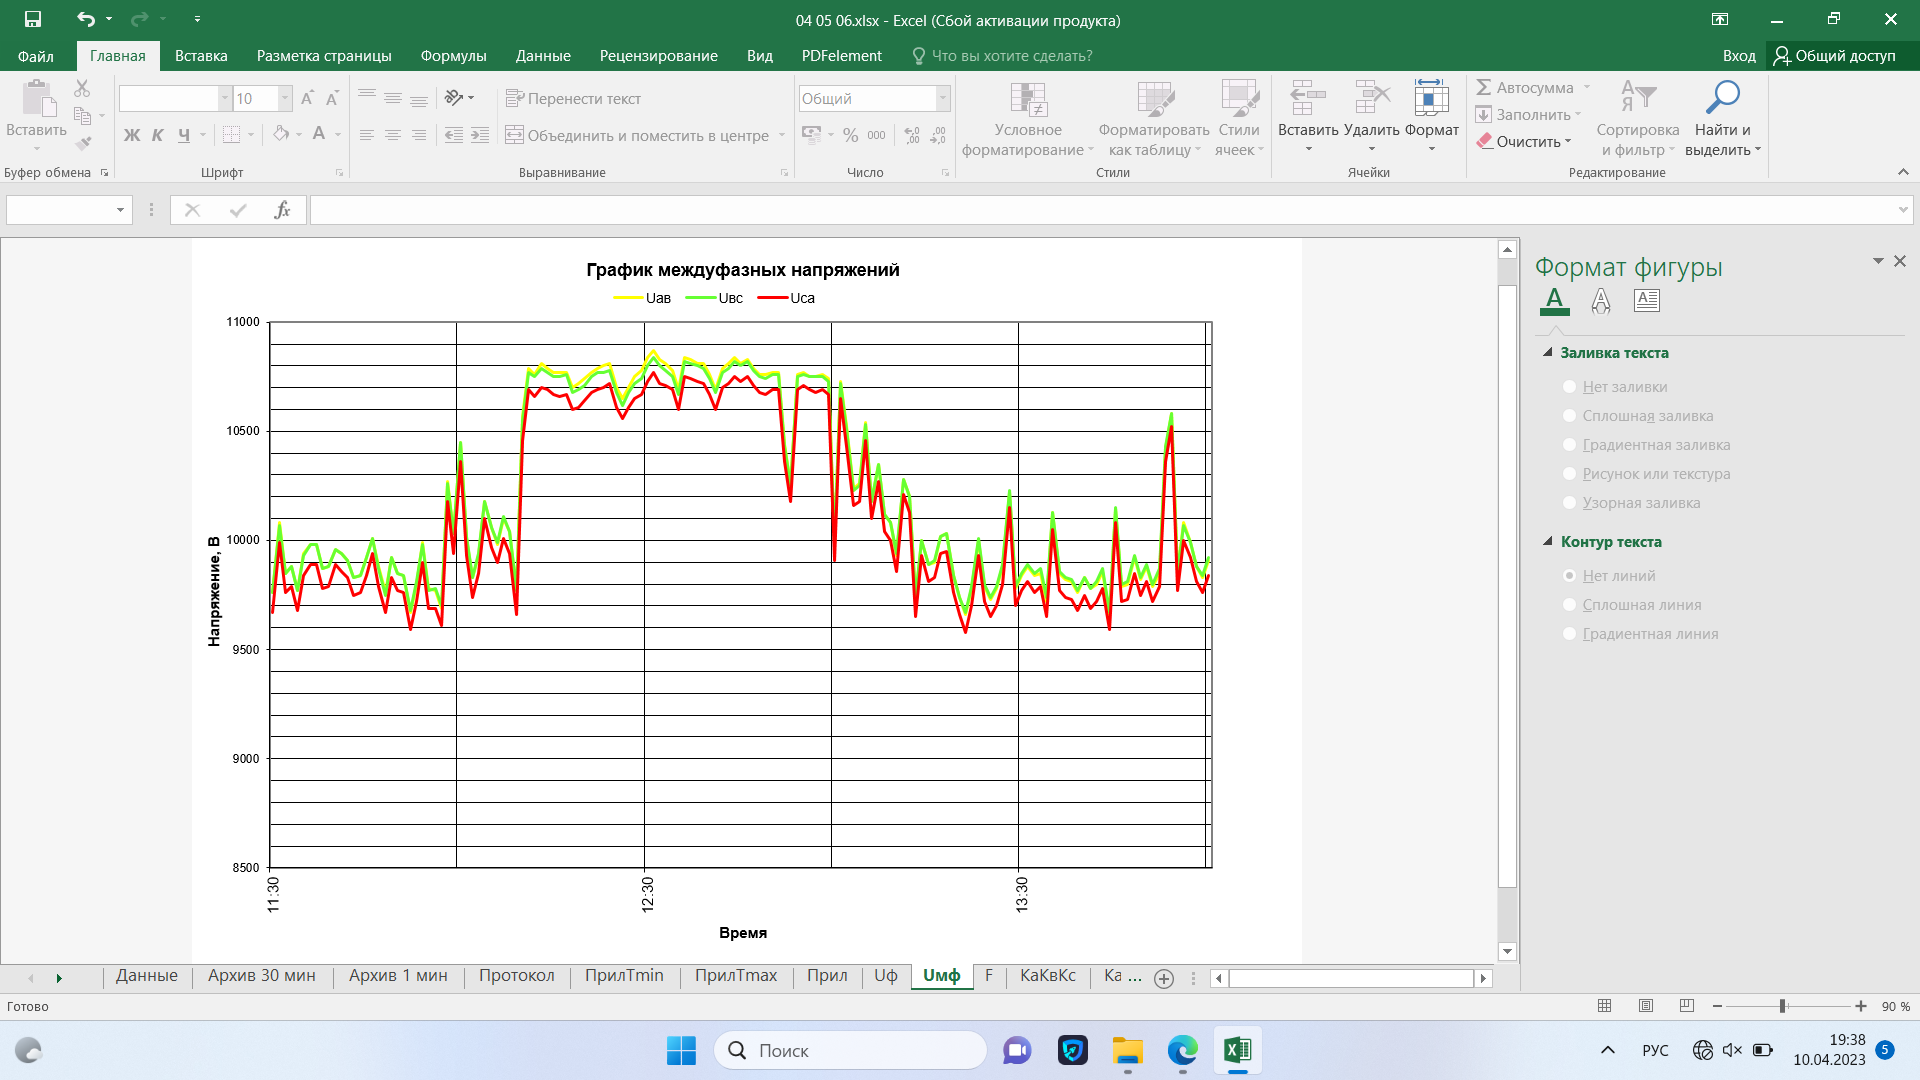 04 05 06.xlsx - Excel (Сбой активации продукта)
Файл Главная Вставка Разметка страницы Формулы Данные Рецензирование Вид PDFelement Что вы хотите сделать? Вход Общий доступ
Вставить
Буфер обмена
10
Ж К Ч
Шрифт
Перенести текст
Объединить и поместить в центре
Выравнивание
Общий
% 000
Число
Условное форматирование
Форматировать как таблицу
Стили ячеек
Стили
Вставить Удалить Формат
Ячейки
Автосумма
Заполнить
Очистить
Сортировка и фильтр
Найти и выделить
Редактирование
fx
График междуфазных напряжений
Uав Uвс Uса
11000
10500
10000
9500
9000
8500
Напряжение, В
11:30 12:30 13:30
Время
Формат фигуры
Заливка текста
Нет заливки
Сплошная заливка
Градиентная заливка
Рисунок или текстура
Узорная заливка
Контур текста
Нет линий
Сплошная линия
Градиентная линия
Данные Архив 30 мин Архив 1 мин Протокол ПрилTmin ПрилTmax Прил Uф Uмф F КаКвКс Ка ...
Готово
90 %
Поиск
РУС
19:38
10.04.2023
5